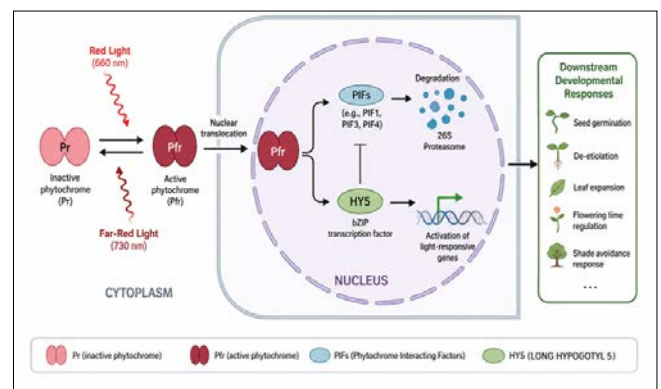 Red Light
(660 nm)
Pr
Pfr
Inactive
phytochrome
(Pr)
Active
phytochrome
(Pfr)
Far-Red Light
(730 nm)
CYTOPLASM
Nuclear
translocation
Pfr
PIFs
(e.g., PIF1,
PIF3, PIF4)
Degradation
26S
Proteasome
HY5
bZIP
transcription factor
Activation of
light-responsive
genes
NUCLEUS
Downstream
Developmental
Responses
Seed germination
De-etiolation
Leaf expansion
Flowering time
regulation
Shade avoidance
response
...
Pr (inactive phytochrome)
Pfr (active phytochrome)
PIFs (Phytochrome Interacting Factors)
HY5 (LONG HYPOGOTYL 5)